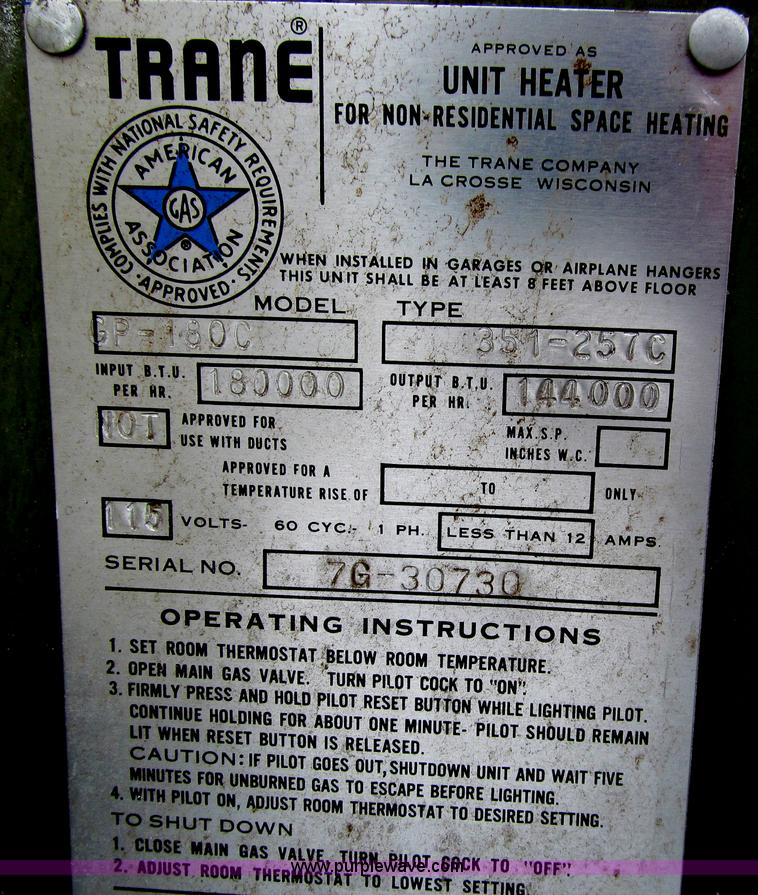 TRANE®
APPROVED AS
UNIT HEATER
FOR NON-RESIDENTIAL SPACE HEATING
THE TRANE COMPANY
LA CROSSE WISCONSIN
COMPLIES WITH NATIONAL SAFETY REQUIREMENTS
· APPROVED ·
AMERICAN
GAS
®
ASSOCIATION
WHEN INSTALLED IN GARAGES OR AIRPLANE HANGERS
THIS UNIT SHALL BE AT LEAST 8 FEET ABOVE FLOOR
MODEL TYPE
GP-180C 351-257C
INPUT B.T.U. PER HR. 180000 OUTPUT B.T.U. PER HR. 144000
NOT APPROVED FOR USE WITH DUCTS MAX. S.P. INCHES W.C.
APPROVED FOR A
TEMPERATURE RISE OF TO ONLY
115 VOLTS- 60 CYC.- 1 PH. LESS THAN 12 AMPS.
SERIAL NO. 7G-30730
OPERATING INSTRUCTIONS
1. SET ROOM THERMOSTAT BELOW ROOM TEMPERATURE.
2. OPEN MAIN GAS VALVE. TURN PILOT COCK TO "ON".
3. FIRMLY PRESS AND HOLD PILOT RESET BUTTON WHILE LIGHTING PILOT.
CONTINUE HOLDING FOR ABOUT ONE MINUTE- PILOT SHOULD REMAIN
LIT WHEN RESET BUTTON IS RELEASED.
CAUTION: IF PILOT GOES OUT, SHUTDOWN UNIT AND WAIT FIVE
MINUTES FOR UNBURNED GAS TO ESCAPE BEFORE LIGHTING.
4. WITH PILOT ON, ADJUST ROOM THERMOSTAT TO DESIRED SETTING.
TO SHUT DOWN
1. CLOSE MAIN GAS VALVE. TURN PILOT COCK TO "OFF".
2. ADJUST ROOM THERMOSTAT TO LOWEST SETTING.
www.purplewave.com